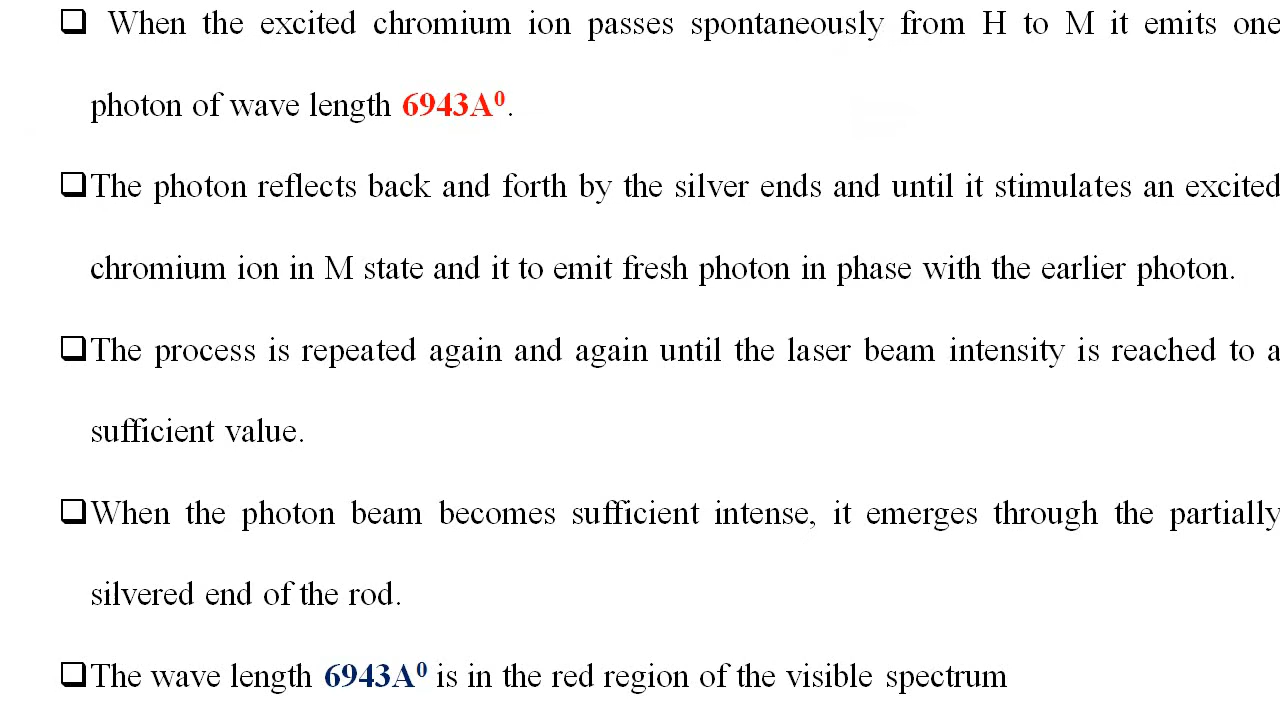 ❑ When the excited chromium ion passes spontaneously from H to M it emits one
photon of wave length 6943A⁰.
❑The photon reflects back and forth by the silver ends and until it stimulates an excited
chromium ion in M state and it to emit fresh photon in phase with the earlier photon.
❑The process is repeated again and again until the laser beam intensity is reached to a
sufficient value.
❑When the photon beam becomes sufficient intense, it emerges through the partially
silvered end of the rod.
❑The wave length 6943A⁰ is in the red region of the visible spectrum